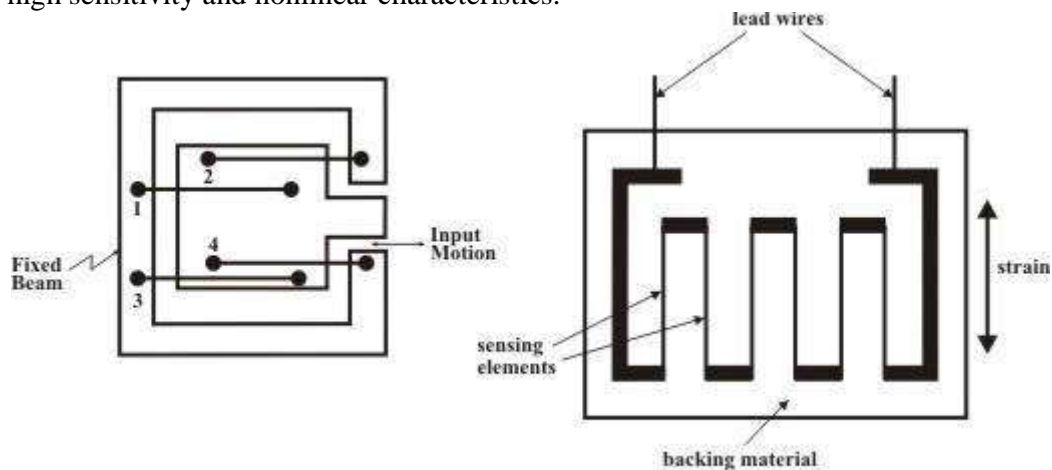 high sensitivity and nonlinear characteristics.
lead wires
2
1
4
Input
Motion
Fixed
Beam
3
strain
sensing
elements
backing material